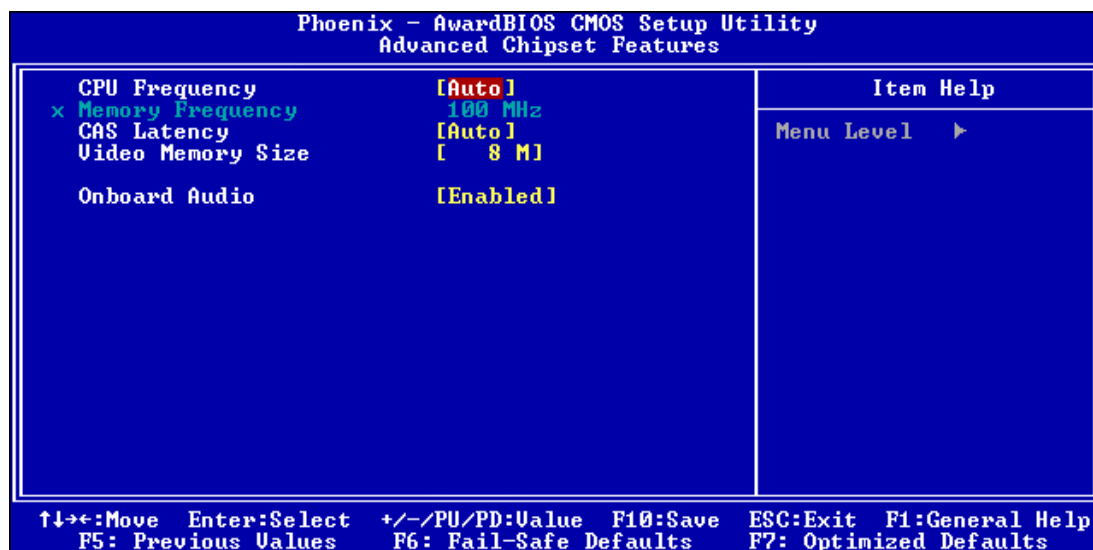 Phoenix - AwardBIOS CMOS Setup Utility
Advanced Chipset Features
CPU Frequency [Auto]
x Memory Frequency 100 MHz
CAS Latency [Auto]
Video Memory Size [ 8 M]
Onboard Audio [Enabled]
Item Help
Menu Level ►
↑↓→←:Move Enter:Select +/-/PU/PD:Value F10:Save ESC:Exit F1:General Help
F5: Previous Values F6: Fail-Safe Defaults F7: Optimized Defaults